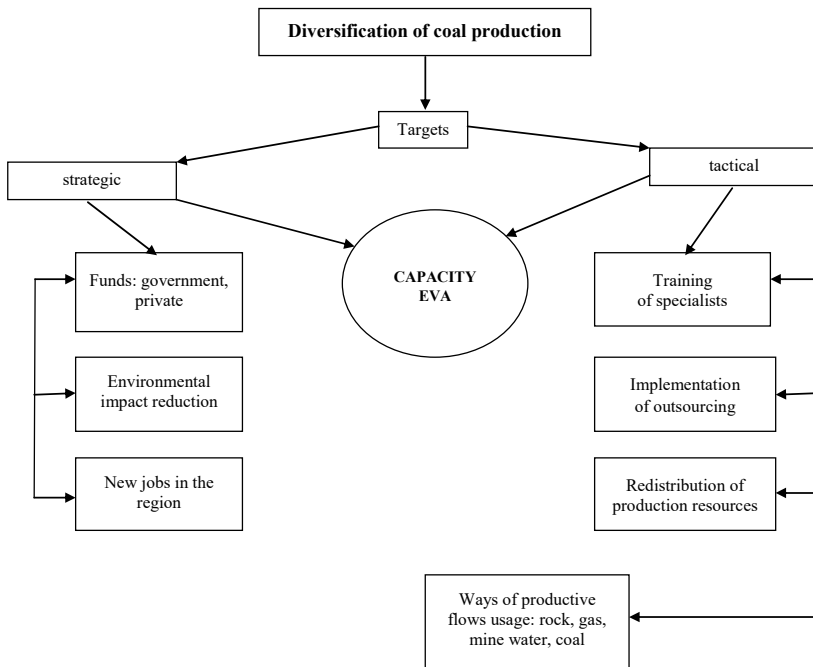 Diversification of coal production
Targets
strategic
tactical
CAPACITY
EVA
Funds: government,
private
Training
of specialists
Environmental
impact reduction
Implementation
of outsourcing
New jobs in the
region
Redistribution of
production resources
Ways of productive
flows usage: rock, gas,
mine water, coal